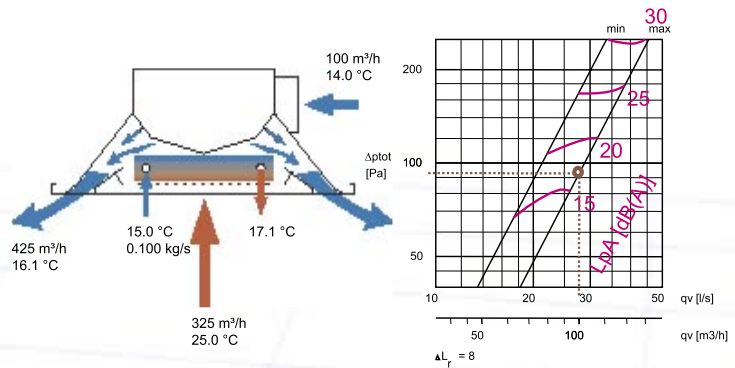 100 m³/h
14.0 °C
425 m³/h
16.1 °C
15.0 °C
0.100 kg/s
17.1 °C
325 m³/h
25.0 °C
30
min
max
200
25
Δptot
[Pa]
100
20
15
LpA [dB(A)]
50
10
20
30
50
qv [l/s]
50
100
qv [m3/h]
ΔLr = 8